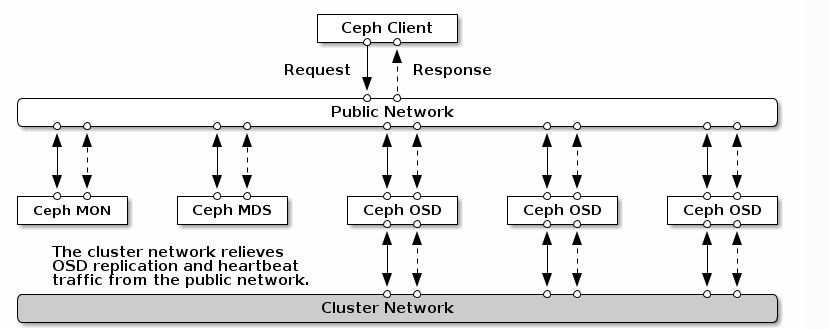 Ceph Client
Request Response
Public Network
Ceph MON Ceph MDS Ceph OSD Ceph OSD Ceph OSD
The cluster network relieves
OSD replication and heartbeat
traffic from the public network.
Cluster Network